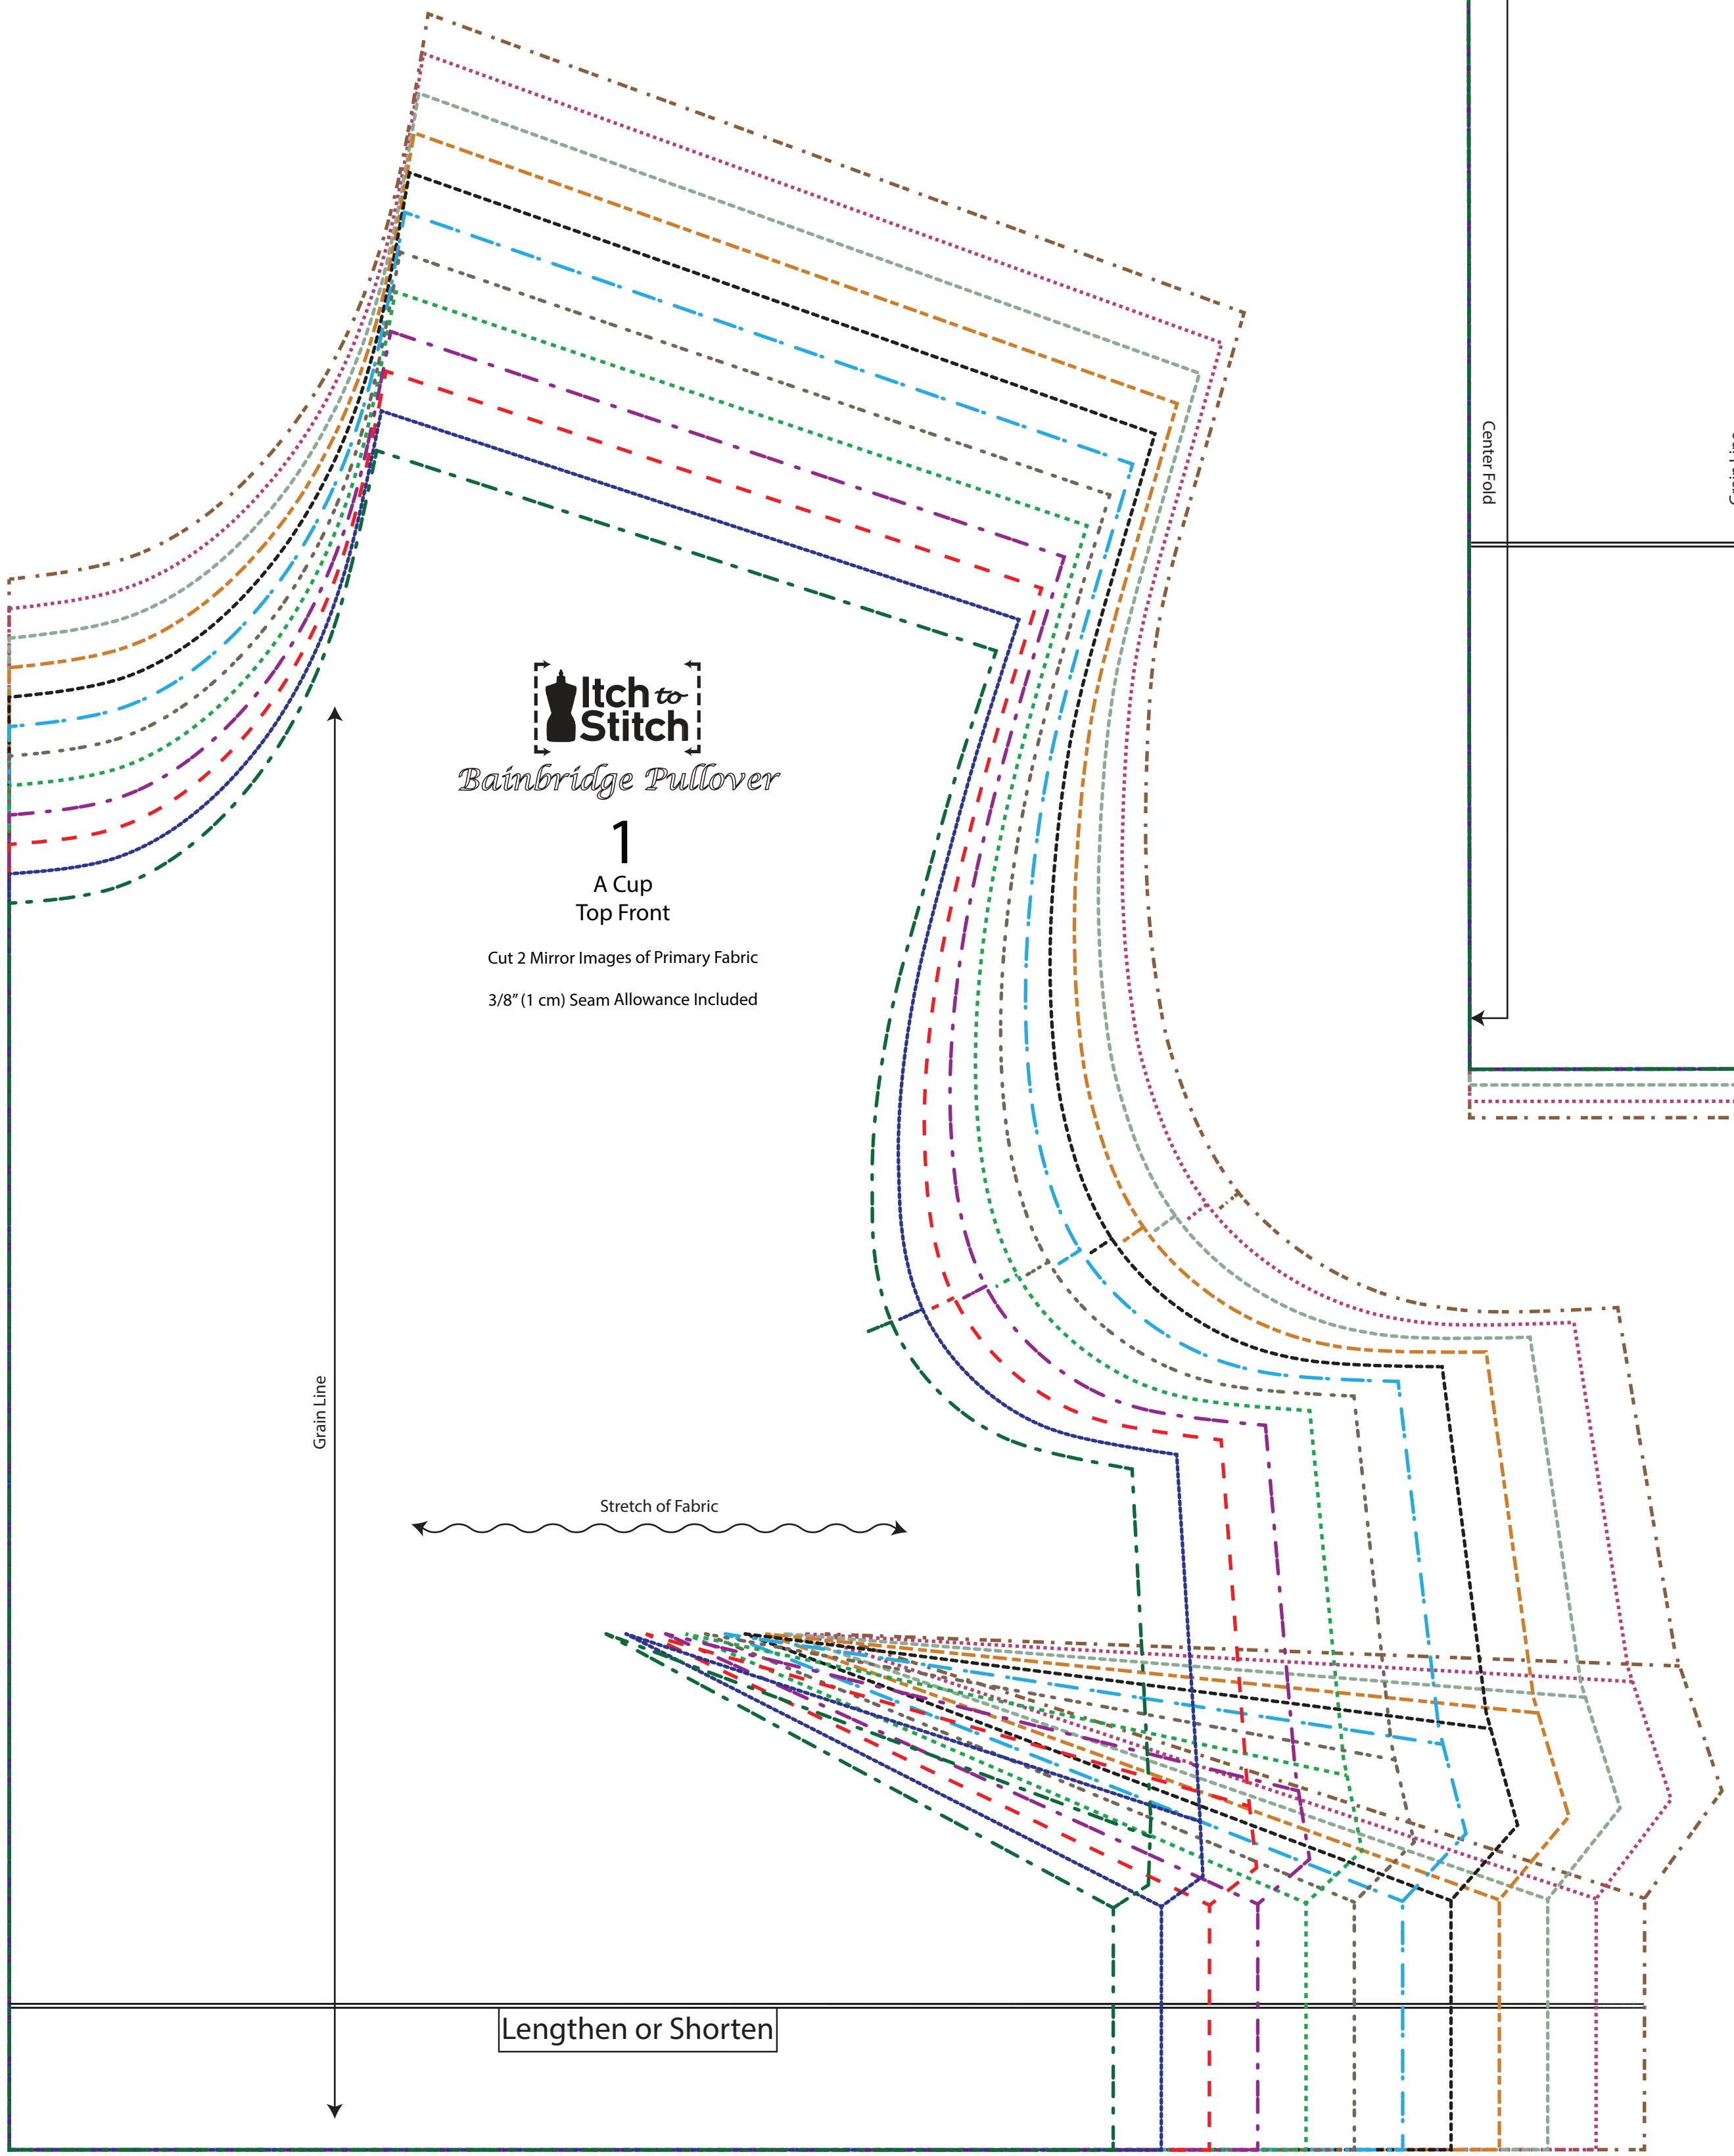 Itch to
Stitch
Bainbridge Pullover
1
A Cup
Top Front
Cut 2 Mirror Images of Primary Fabric
3/8” (1 cm) Seam Allowance Included
Grain Line
Stretch of Fabric
Lengthen or Shorten
Center Fold